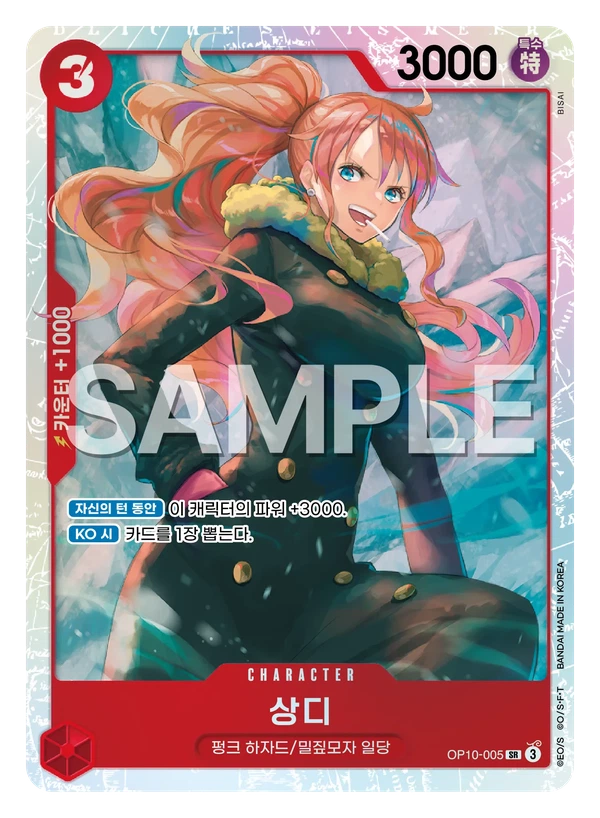 3
3000
특수
特
BISAI
카운터 +1000
SAMPLE
자신의 턴 동안 이 캐릭터의 파워 +3000.
KO 시 카드를 1장 뽑는다.
CHARACTER
상디
펑크 하자드/밀짚모자 일당
OP10-005 SR 3
©EO/S ©O/S·F·T BANDAI MADE IN KOREA